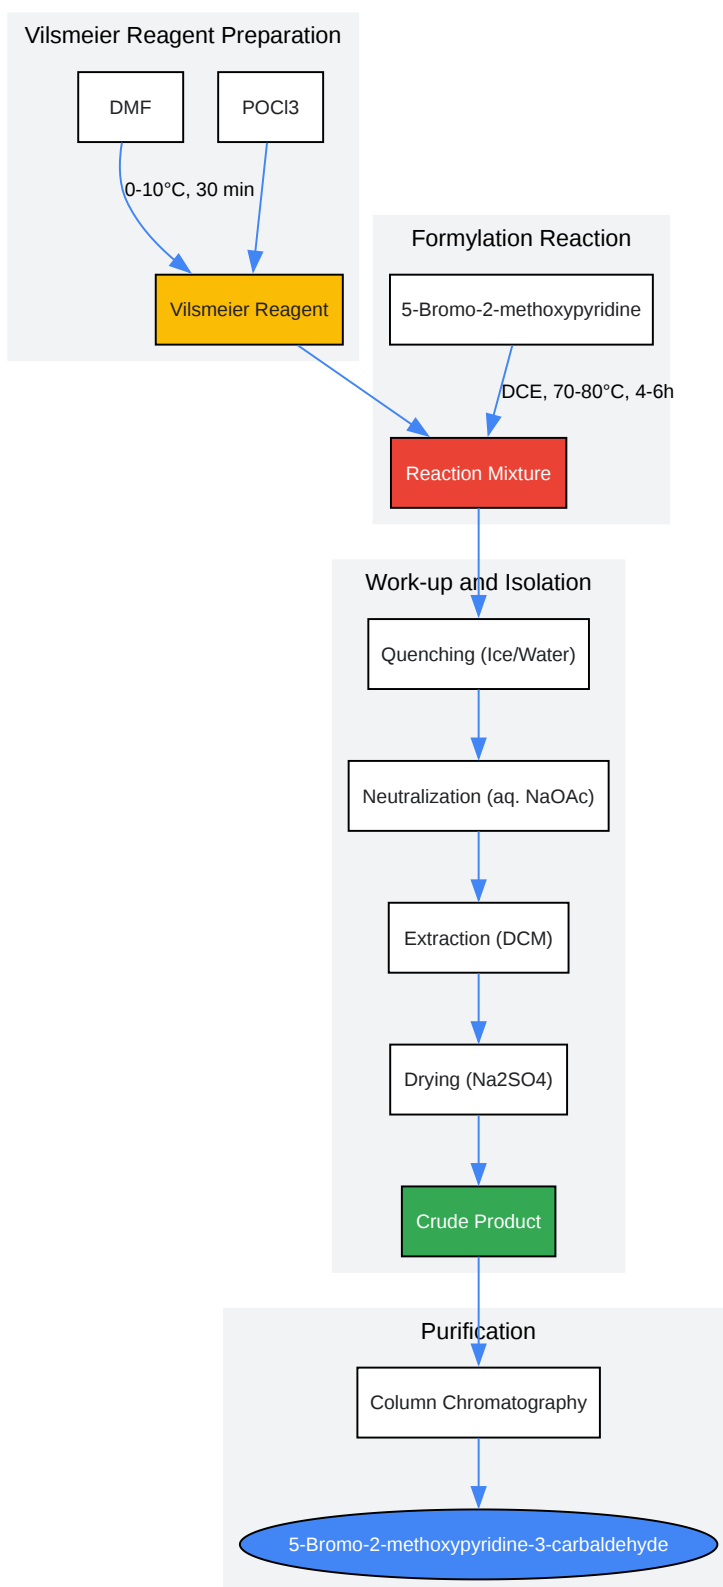 Vilsmeier Reagent Preparation
DMF
POCl3
0-10°C, 30 min
Vilsmeier Reagent
Formylation Reaction
5-Bromo-2-methoxypyridine
DCE, 70-80°C, 4-6h
Reaction Mixture
Work-up and Isolation
Quenching (Ice/Water)
Neutralization (aq. NaOAc)
Extraction (DCM)
Drying (Na2SO4)
Crude Product
Purification
Column Chromatography
5-Bromo-2-methoxypyridine-3-carbaldehyde